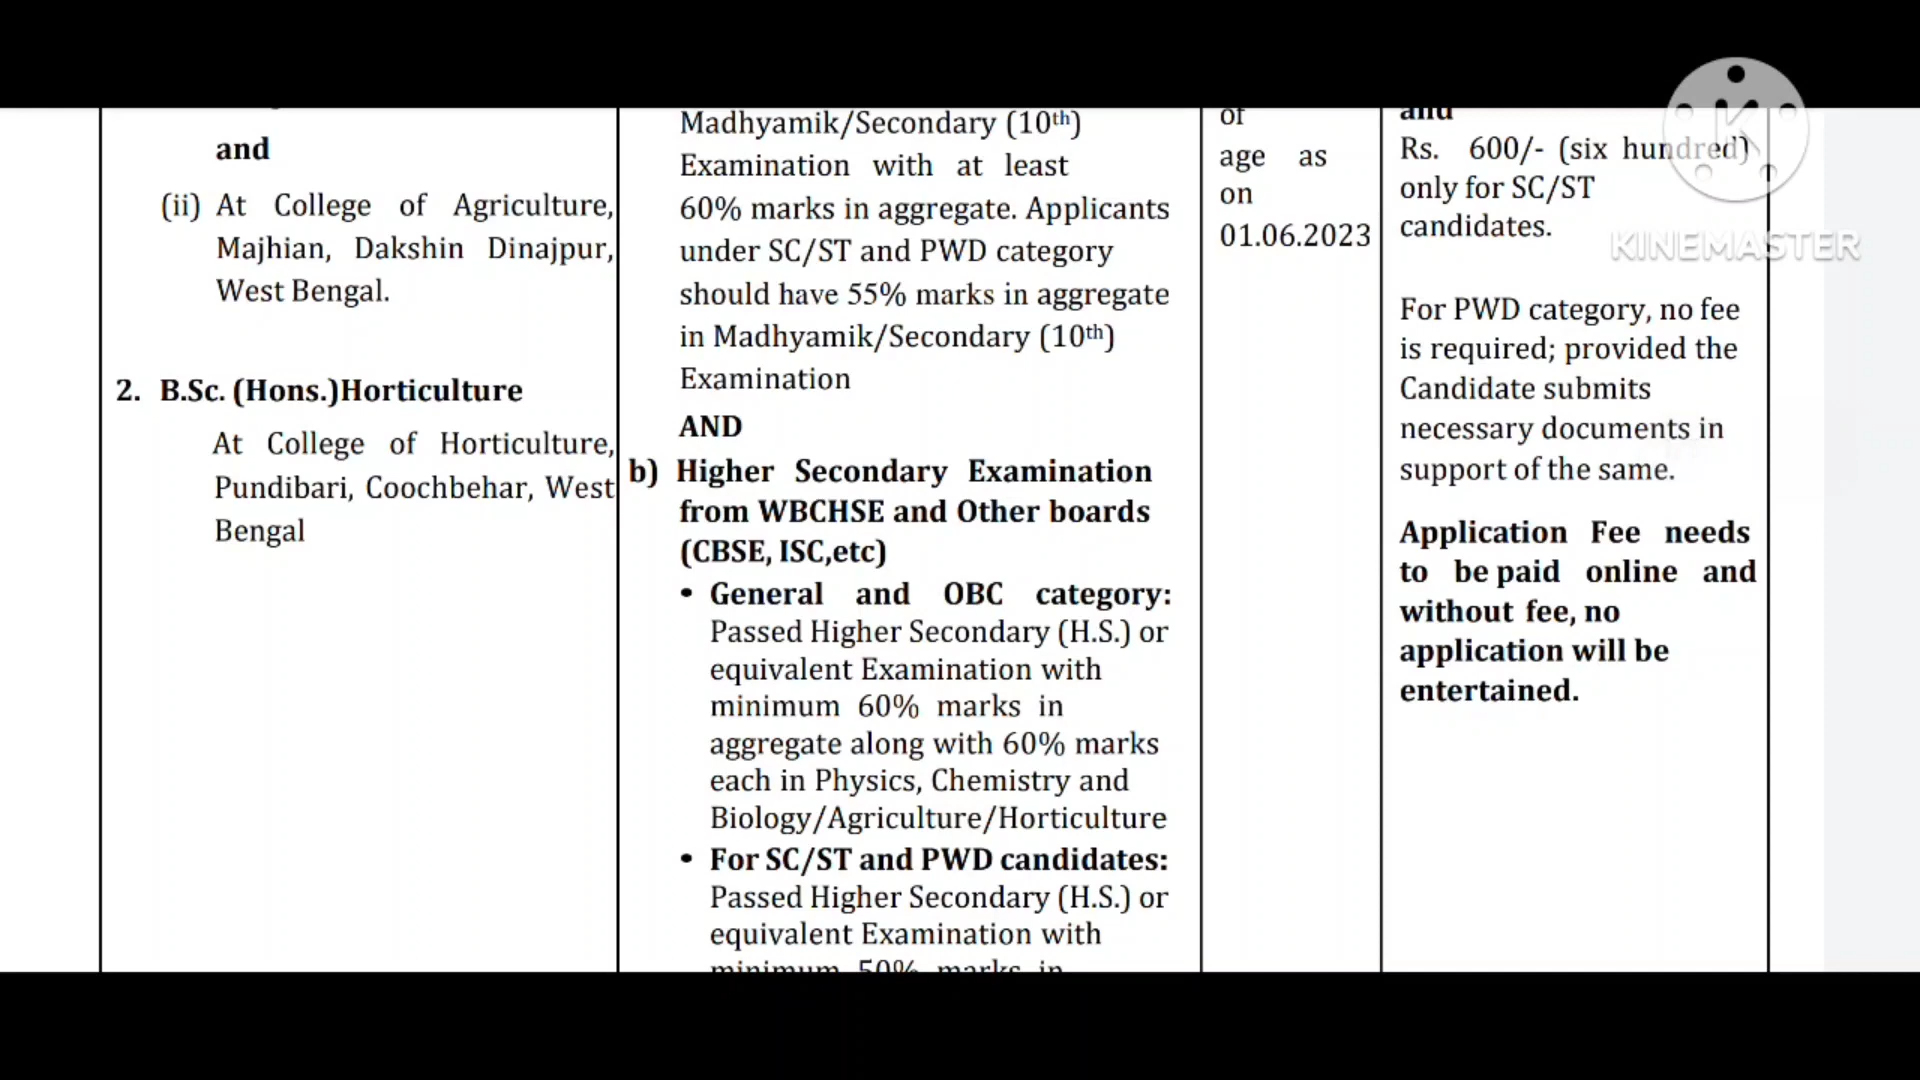 and
(ii) At College of Agriculture,
Majhian, Dakshin Dinajpur,
West Bengal.
2. B.Sc. (Hons.)Horticulture
At College of Horticulture,
Pundibari, Coochbehar, West
Bengal
Madhyamik/Secondary (10th)
Examination with at least
60% marks in aggregate. Applicants
under SC/ST and PWD category
should have 55% marks in aggregate
in Madhyamik/Secondary (10th)
Examination
AND
b) Higher Secondary Examination
from WBCHSE and Other boards
(CBSE, ISC,etc)
• General and OBC category:
Passed Higher Secondary (H.S.) or
equivalent Examination with
minimum 60% marks in
aggregate along with 60% marks
each in Physics, Chemistry and
Biology/Agriculture/Horticulture
• For SC/ST and PWD candidates:
Passed Higher Secondary (H.S.) or
equivalent Examination with
minimum 50% marks in
of
age as
on
01.06.2023
and
Rs. 600/- (six hundred)
only for SC/ST
candidates.
For PWD category, no fee
is required; provided the
Candidate submits
necessary documents in
support of the same.
Application Fee needs
to be paid online and
without fee, no
application will be
entertained.
K
KINEMASTER